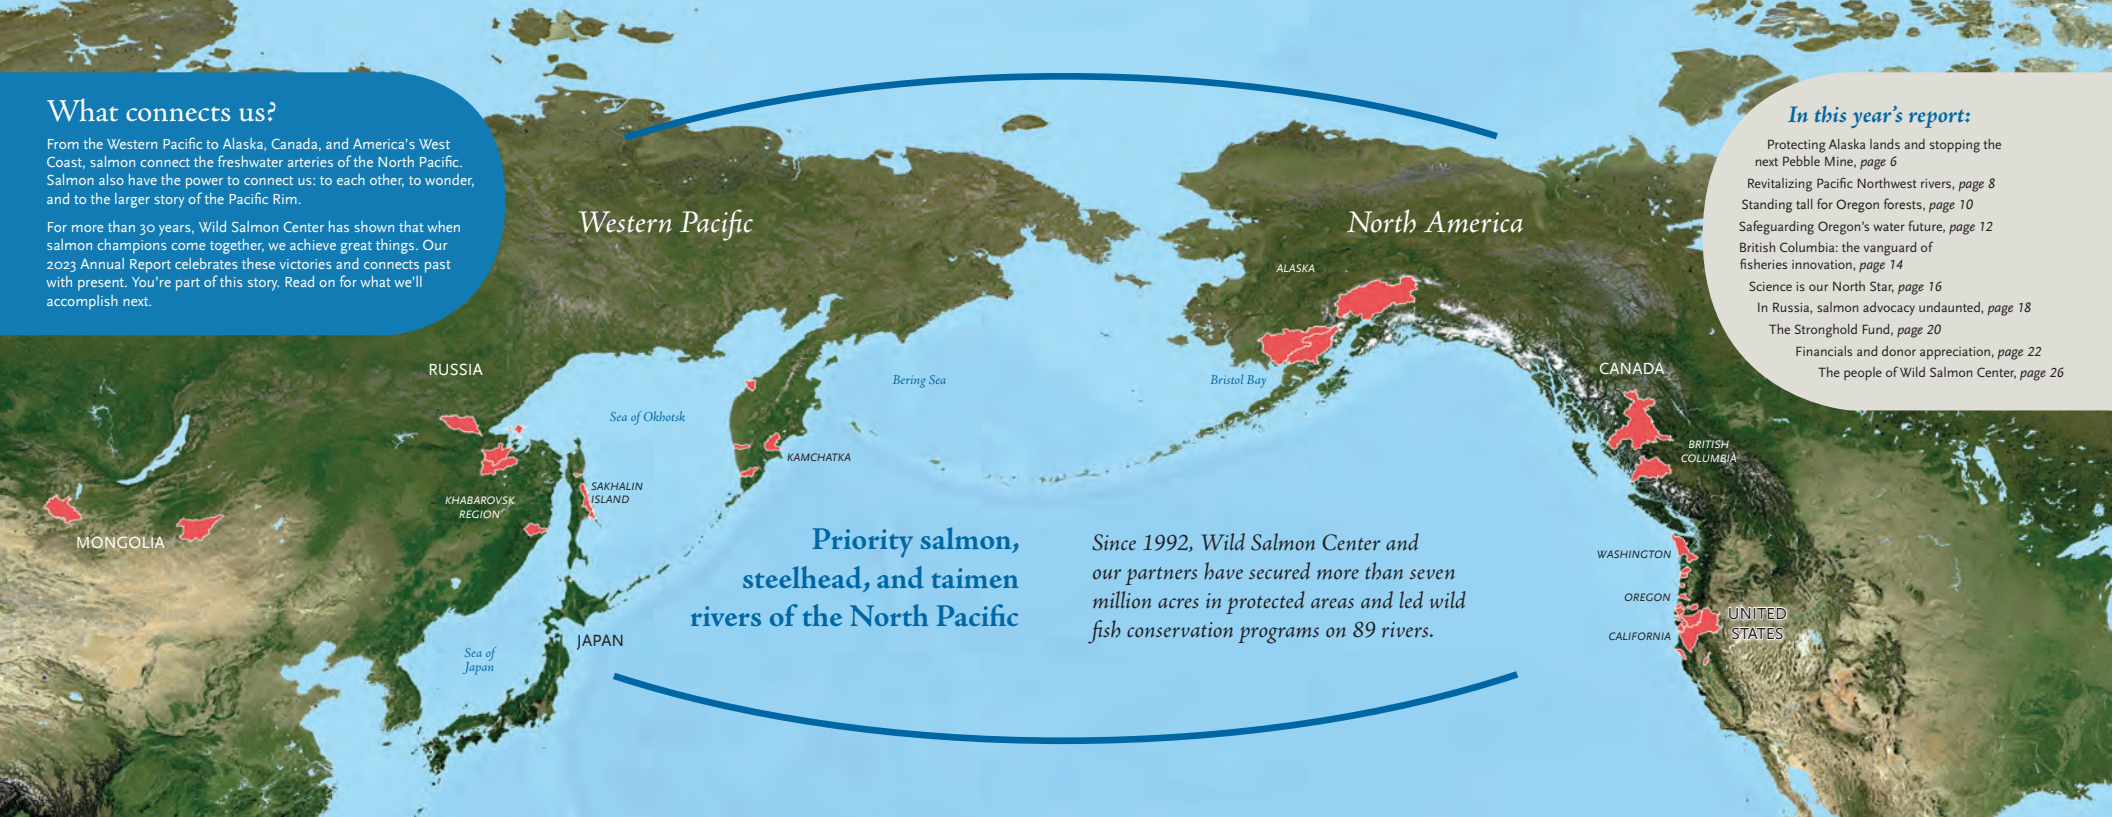 What connects us?
From the Western Pacific to Alaska, Canada, and America's West
Coast, salmon connect the freshwater arteries of the North Pacific.
Salmon also have the power to connect us: to each other, to wonder,
and to the larger story of the Pacific Rim.
For more than 30 years, Wild Salmon Center has shown that when
salmon champions come together, we achieve great things. Our
2023 Annual Report celebrates these victories and connects past
with present. You're part of this story. Read on for what we'll
accomplish next.
In this year's report:
Protecting Alaska lands and stopping the
next Pebble Mine, page 6
Revitalizing Pacific Northwest rivers, page 8
Standing tall for Oregon forests, page 10
Safeguarding Oregon's water future, page 12
British Columbia: the vanguard of
fisheries innovation, page 14
Science is our North Star, page 16
In Russia, salmon advocacy undaunted, page 18
The Stronghold Fund, page 20
Financials and donor appreciation, page 22
The people of Wild Salmon Center, page 26
Western Pacific
North America
ALASKA
RUSSIA
CANADA
Bering Sea
Bristol Bay
Sea of Okhotsk
KAMCHATKA
BRITISH
COLUMBIA
SAKHALIN
ISLAND
KHABAROVSK
REGION
MONGOLIA
Priority salmon,
steelhead, and taimen
rivers of the North Pacific
Since 1992, Wild Salmon Center and
our partners have secured more than seven
million acres in protected areas and led wild
fish conservation programs on 89 rivers.
WASHINGTON
OREGON
CALIFORNIA
UNITED
STATES
JAPAN
Sea of
Japan